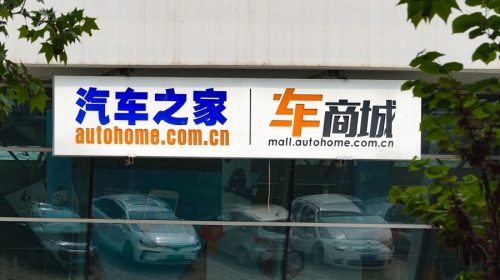 汽车之家
autohome.com.cn
车商城
mall.autohome.com.cn